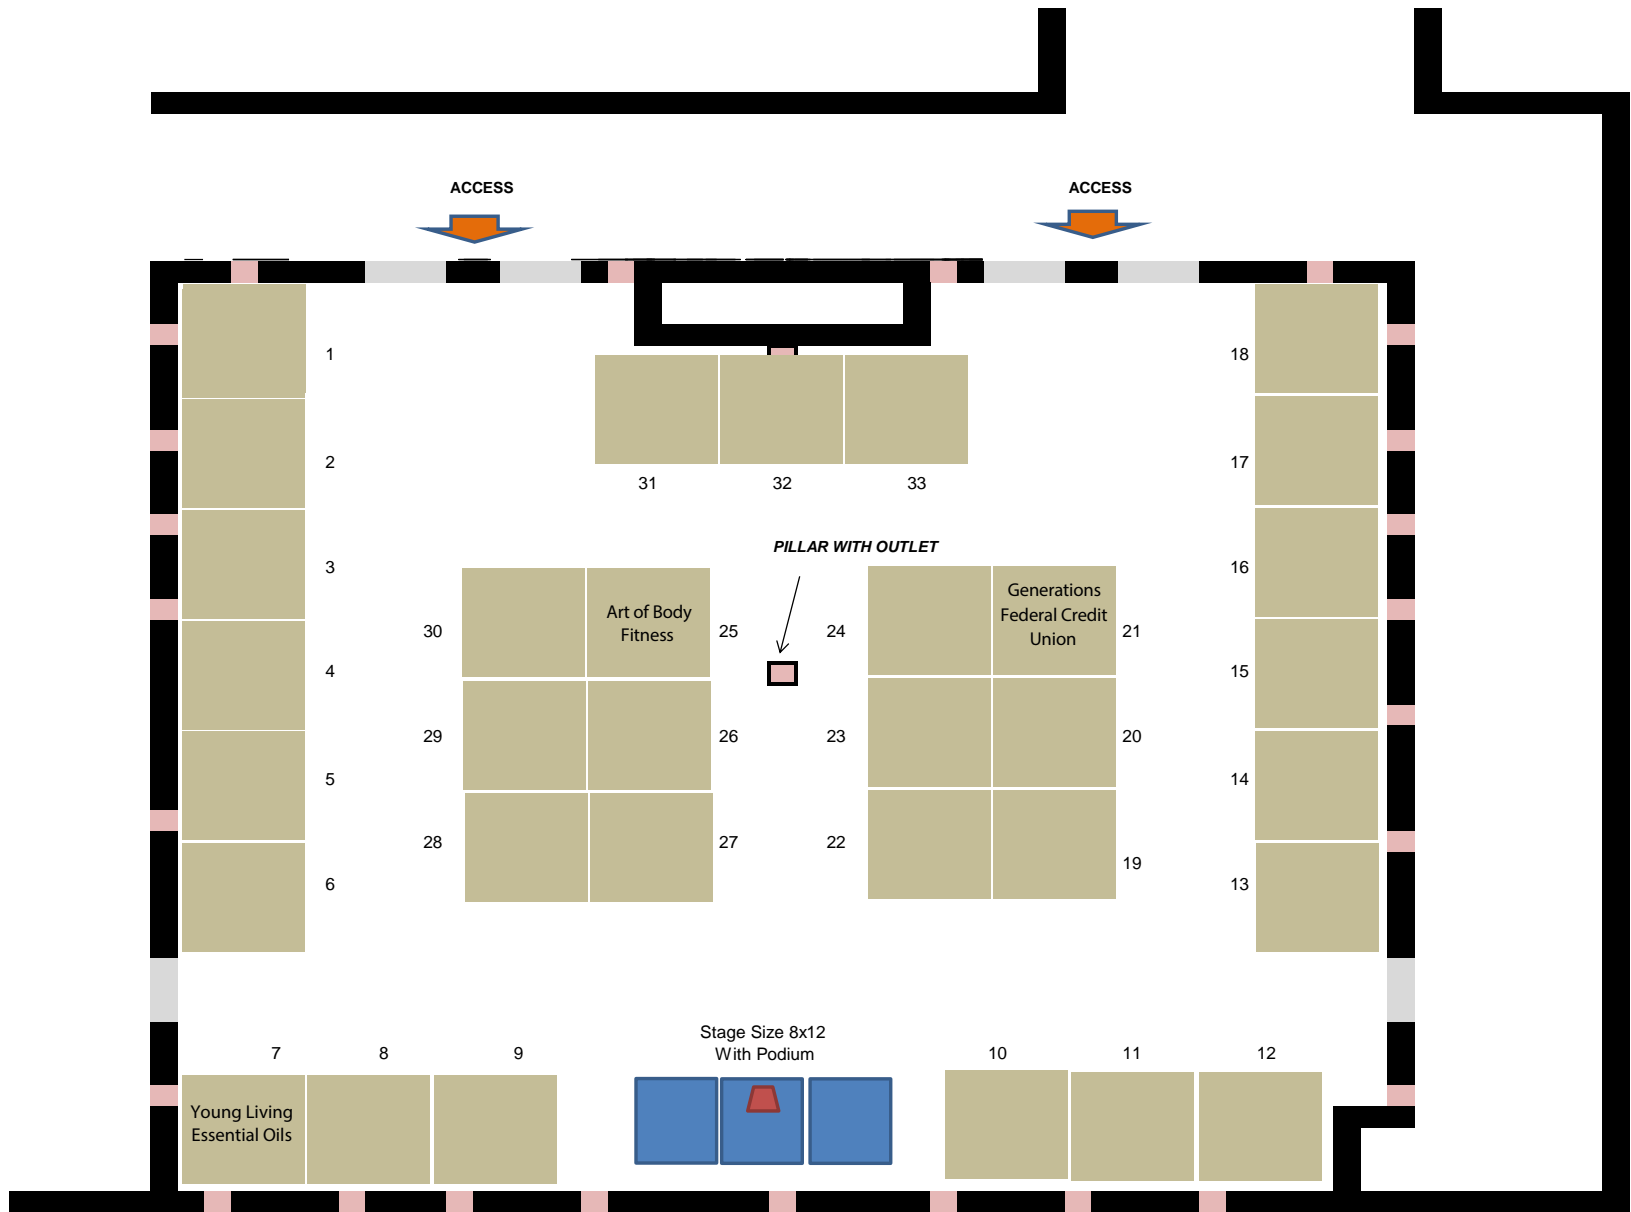 ACCESS
ACCESS
1
18
2
17
31
32
33
3
PILLAR WITH OUTLET
16
30
Art of Body
Fitness
25
24
Generations
Federal Credit
Union
21
4
15
29
26
23
20
5
14
28
27
22
19
6
13
7
8
9
Stage Size 8x12
With Podium
10
11
12
Young Living
Essential Oils